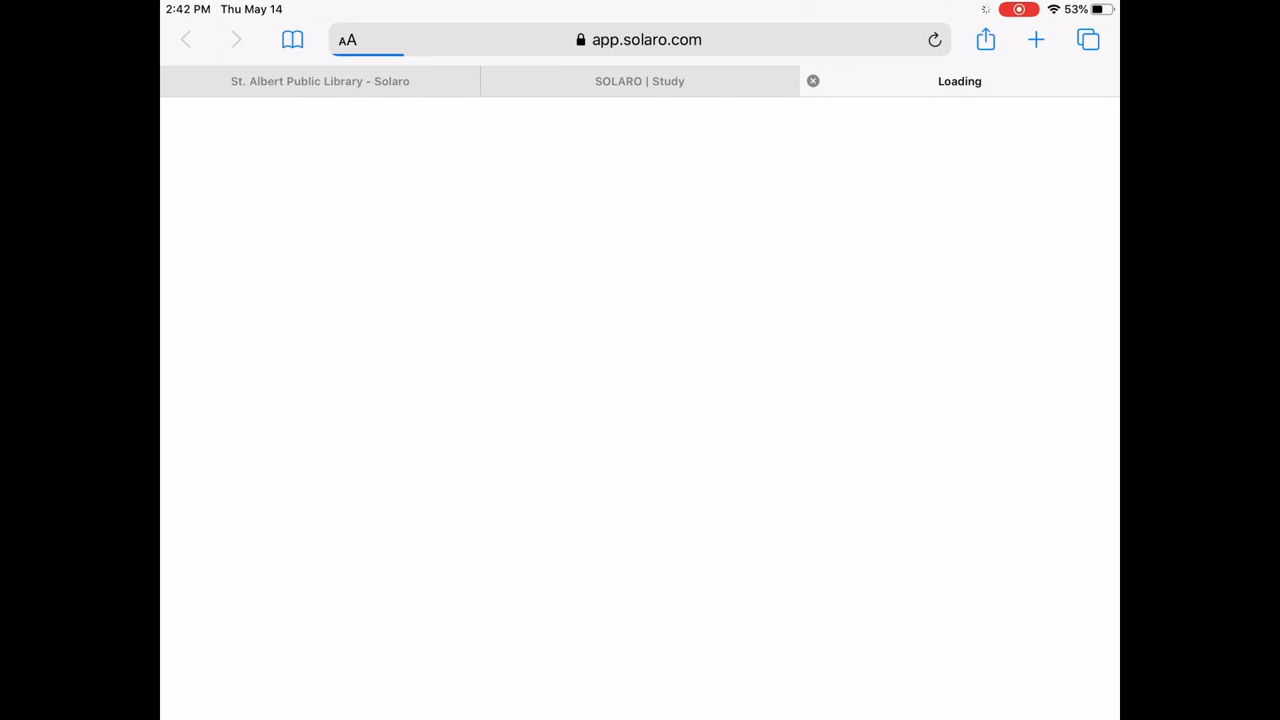 2:42 PM Thu May 14 53%
AA app.solaro.com
St. Albert Public Library - Solaro SOLARO | Study Loading